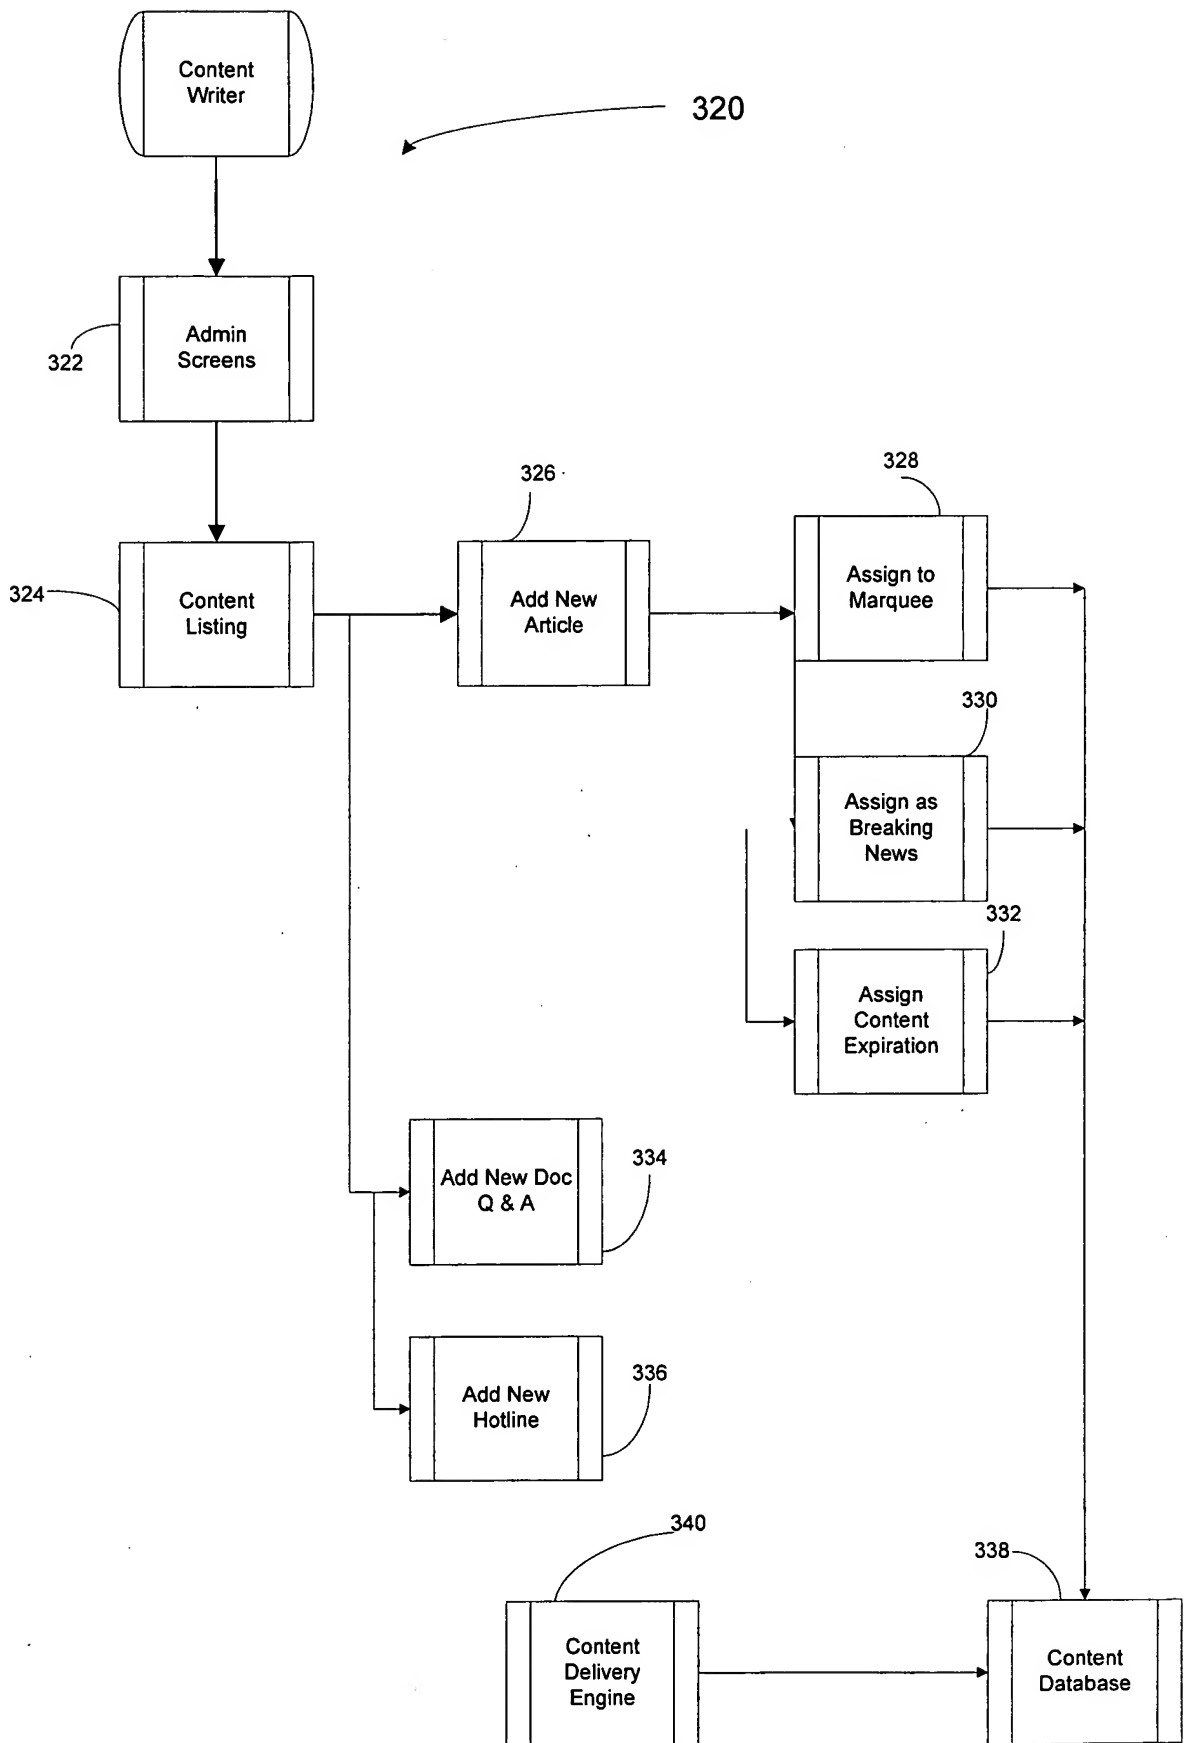 Content
Writer
320
Admin
Screens
322
326
328
324
Content
Listing
Add New
Article
Assign to
Marquee
330
Assign as
Breaking
News
332
Assign
Content
Expiration
Add New Doc
Q & A
334
Add New
Hotline
336
340
338
Content
Delivery
Engine
Content
Database